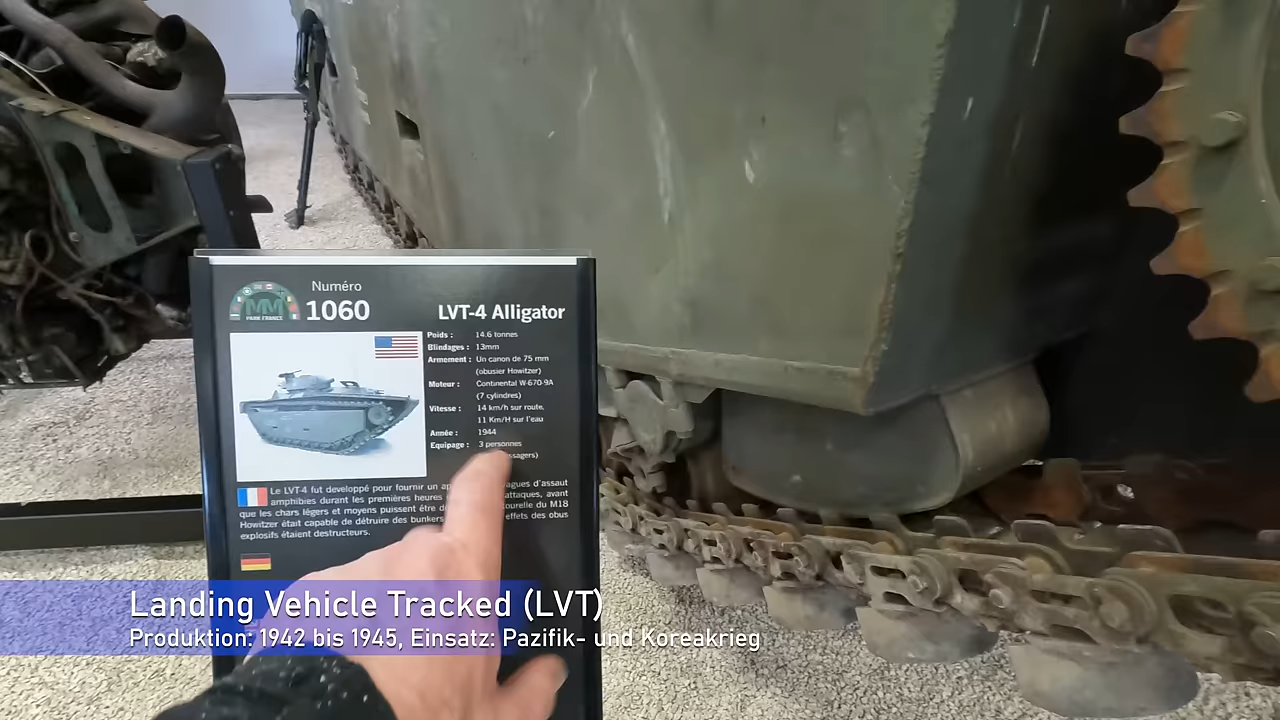 Numéro
1060
MM
PARK FRANCE
LVT-4 Alligator
Poids : 14.6 tonnes
Blindages : 13mm
Armement : Un canon de 75 mm
(obusier Howitzer)
Moteur : Continental W-670-9A
(7 cylindres)
Vitesse : 14 km/h sur route,
11 Km/H sur l'eau
Année : 1944
Equipage : 3 personnes
Le LVT-4 fut developpé pour fournir un
amphibies durant les premières heures attaques, avant
que les chars légers et moyens puissent être du M18
Howitzer était capable de détruire des bunkers effets des obus
explosifs étaient destructeurs.
Landing Vehicle Tracked (LVT)
Produktion: 1942 bis 1945, Einsatz: Pazifik- und Koreakrieg